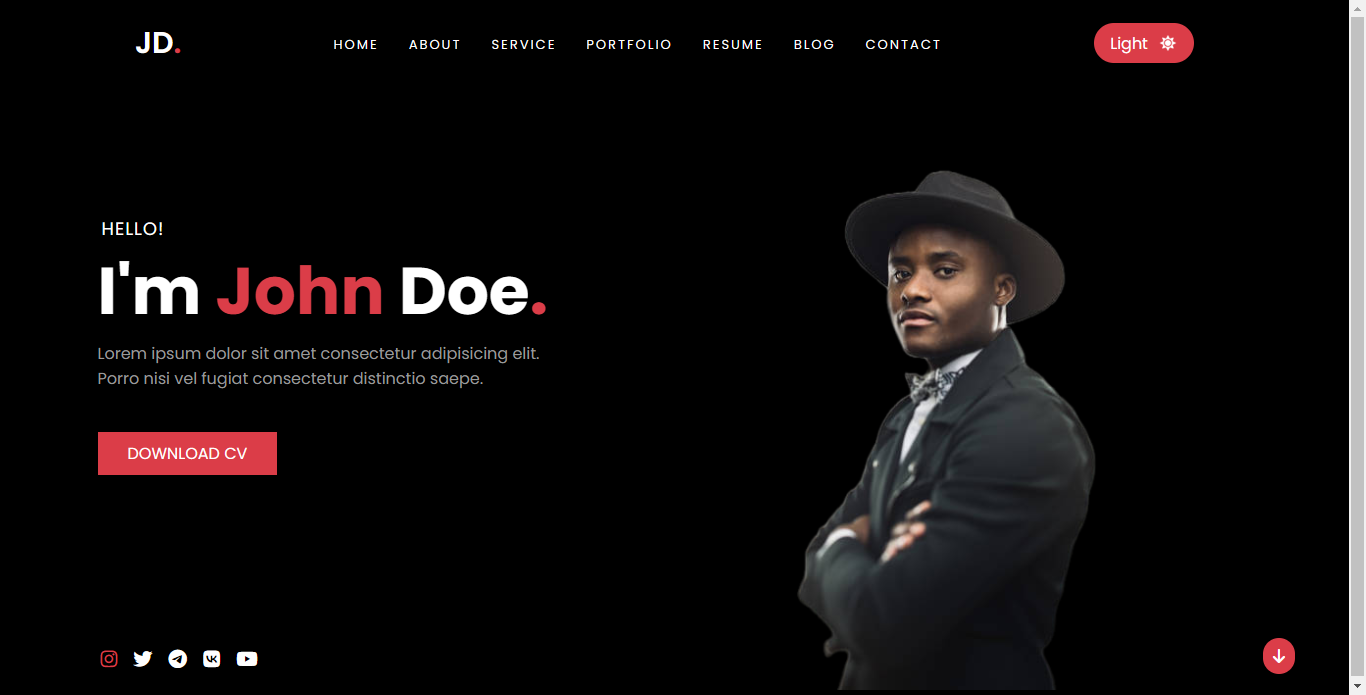 JD.
HOME ABOUT SERVICE PORTFOLIO RESUME BLOG CONTACT
Light
HELLO!
I'm John Doe.
Lorem ipsum dolor sit amet consectetur adipisicing elit.
Porro nisi vel fugiat consectetur distinctio saepe.
DOWNLOAD CV